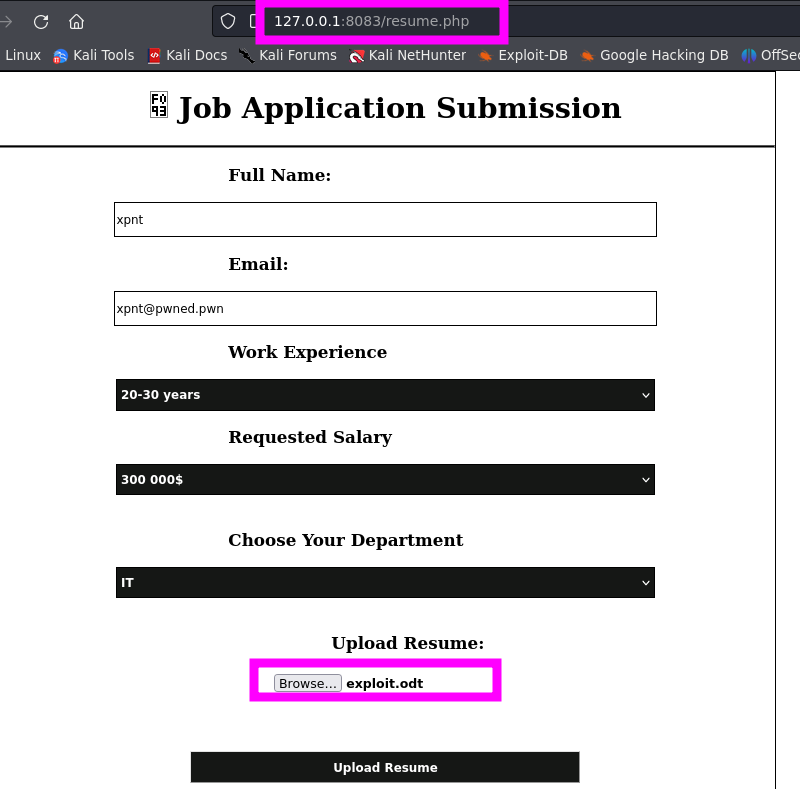 127.0.0.1:8083/resume.php
Linux Kali Tools Kali Docs Kali Forums Kali NetHunter Exploit-DB Google Hacking DB OffSec
F0
93
Job Application Submission
Full Name:
xpnt
Email:
xpnt@pwned.pwn
Work Experience
20-30 years
Requested Salary
300 000$
Choose Your Department
IT
Upload Resume:
Browse... exploit.odt
Upload Resume